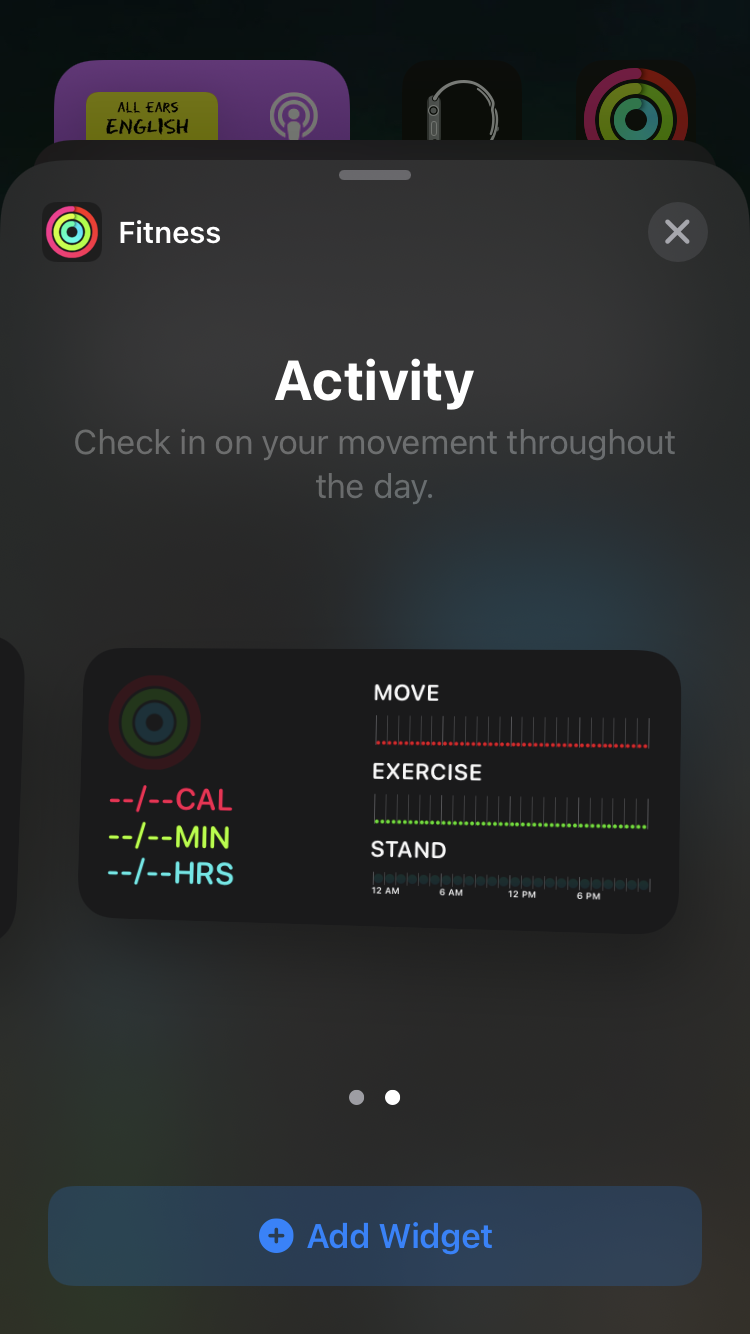 ALL EARS
ENGLISH
Fitness
Activity
Check in on your movement throughout
the day.
--/--CAL
--/--MIN
--/--HRS
MOVE
EXERCISE
STAND
12 AM 6 AM 12 PM 6 PM
Add Widget